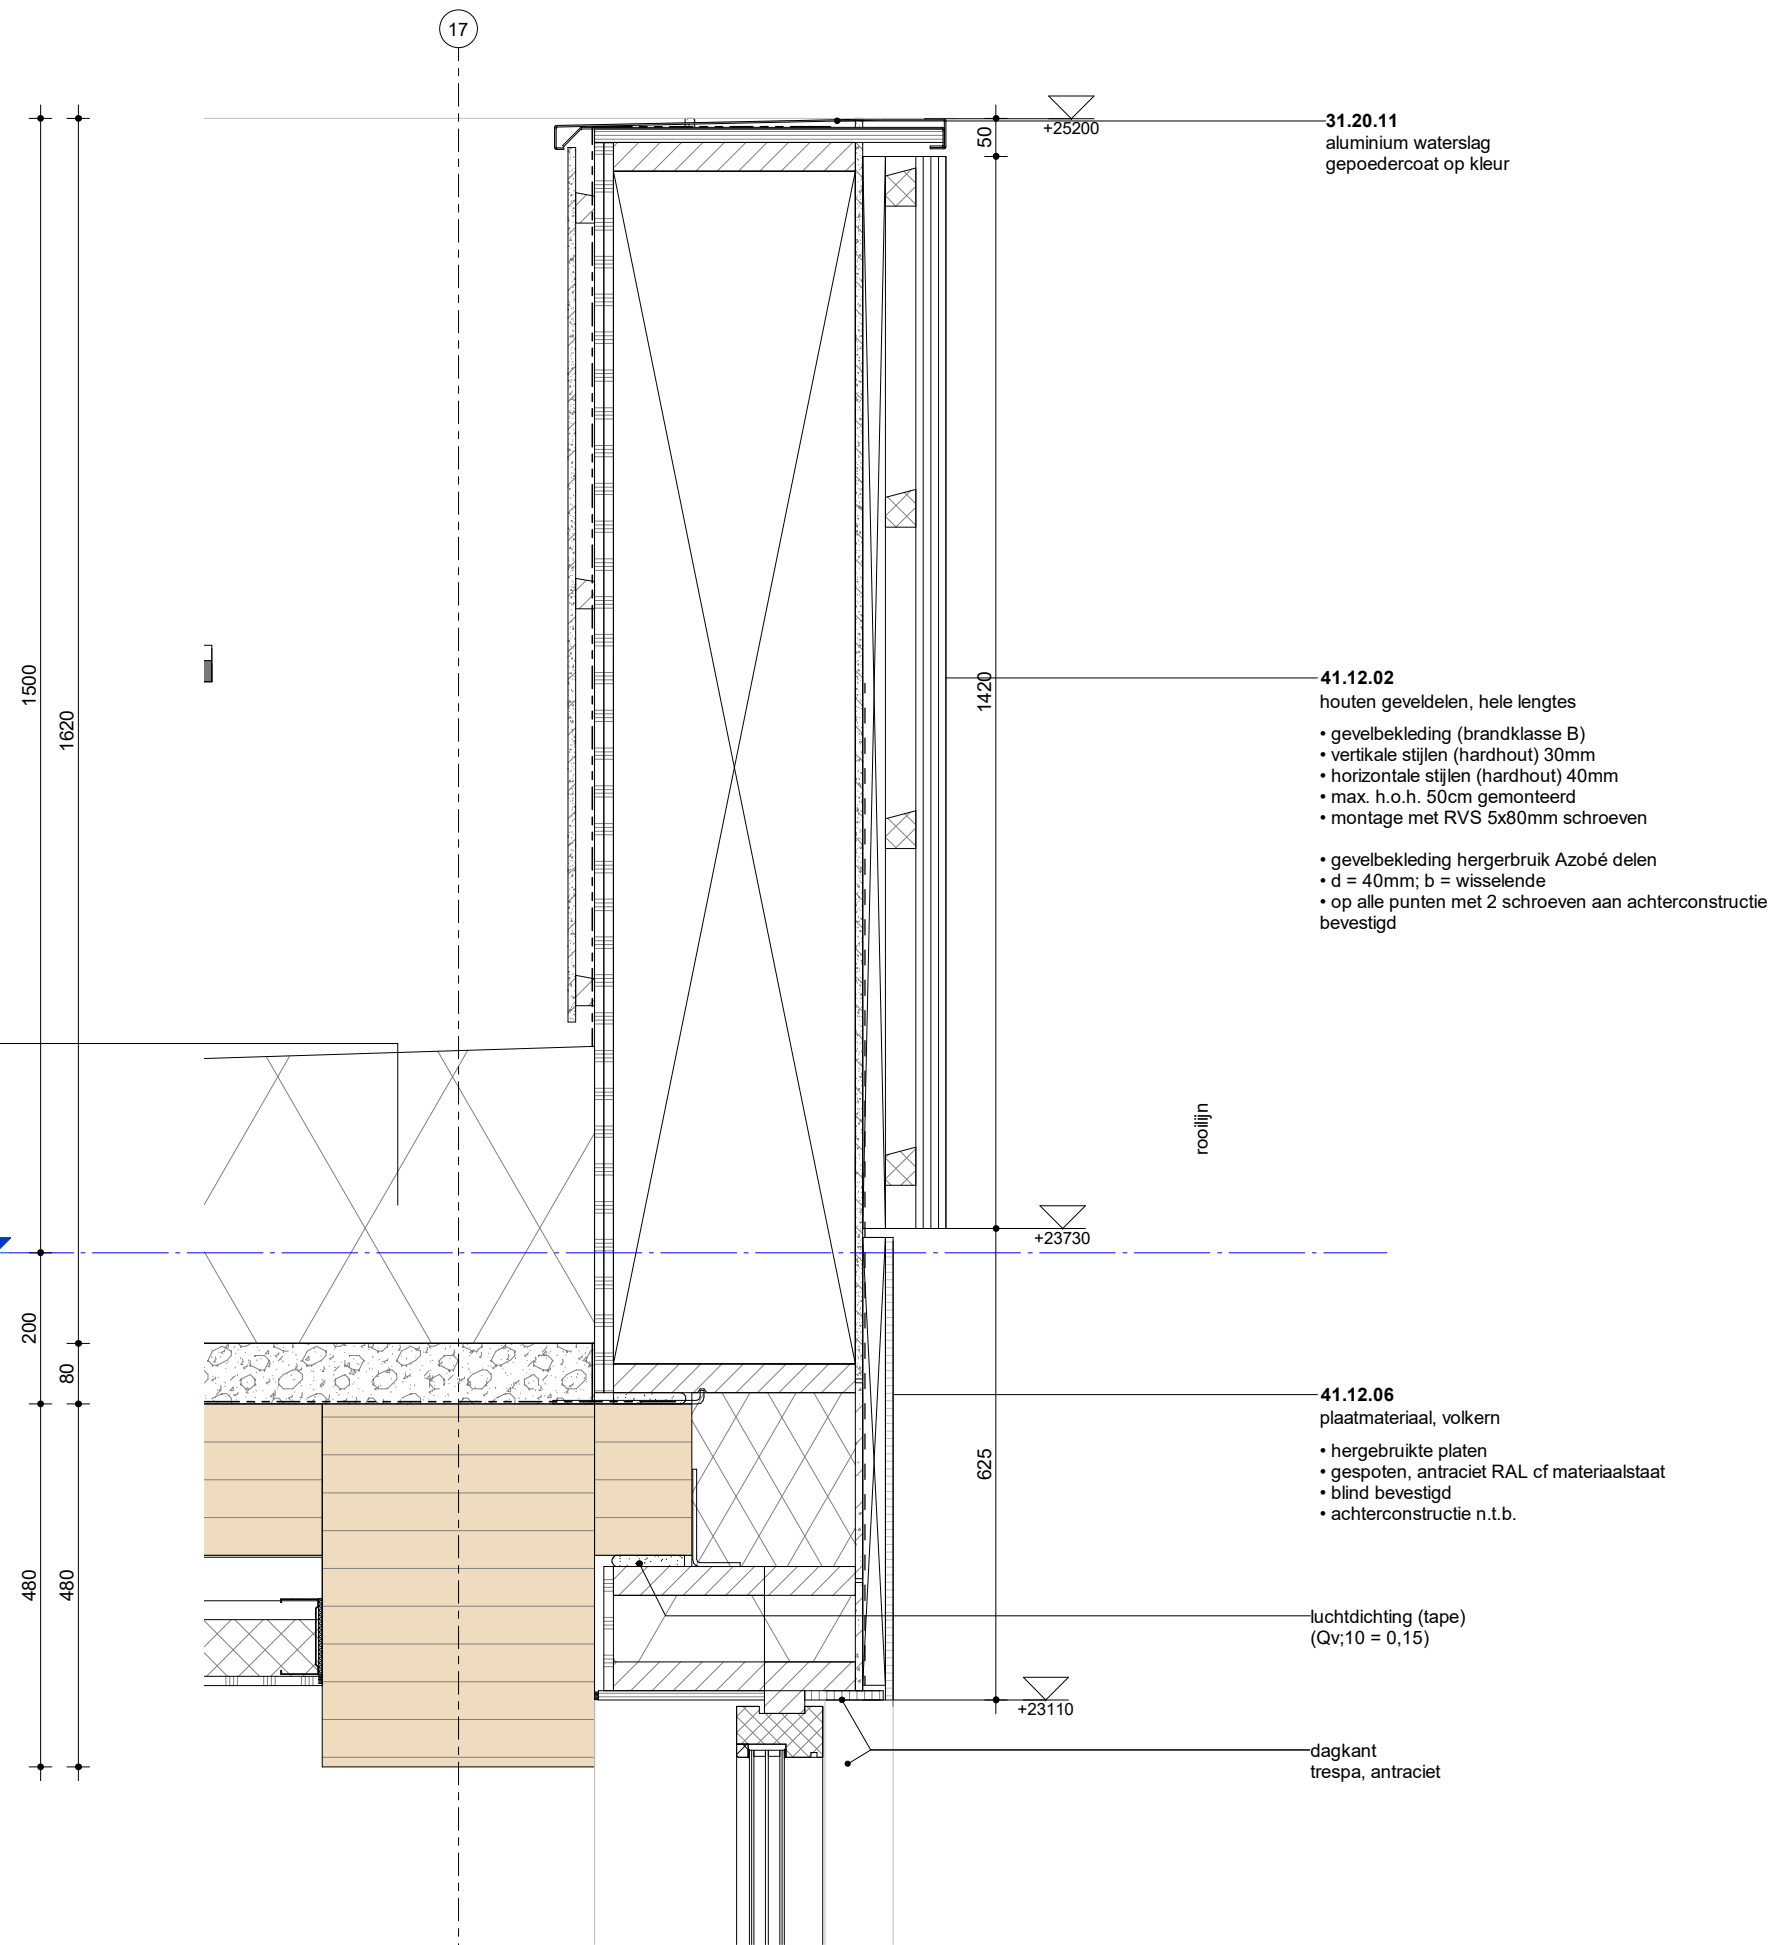 17
+25200
50
31.20.11
aluminium waterslag
gepoedercoat op kleur
1500
1620
1420
41.12.02
houten geveldelen, hele lengtes
• gevelbekleding (brandklasse B)
• vertikale stijlen (hardhout) 30mm
• horizontale stijlen (hardhout) 40mm
• max. h.o.h. 50cm gemonteerd
• montage met RVS 5x80mm schroeven
• gevelbekleding hergerbruik Azobé delen
• d = 40mm; b = wisselende
• op alle punten met 2 schroeven aan achterconstructie
bevestigd
rooilijn
+23730
200
80
41.12.06
plaatmateriaal, volkern
• hergebruikte platen
• gespoten, antraciet RAL cf materiaalstaat
• blind bevestigd
• achterconstructie n.t.b.
625
480
480
luchtdichting (tape)
(Qv;10 = 0,15)
+23110
dagkant
trespa, antraciet